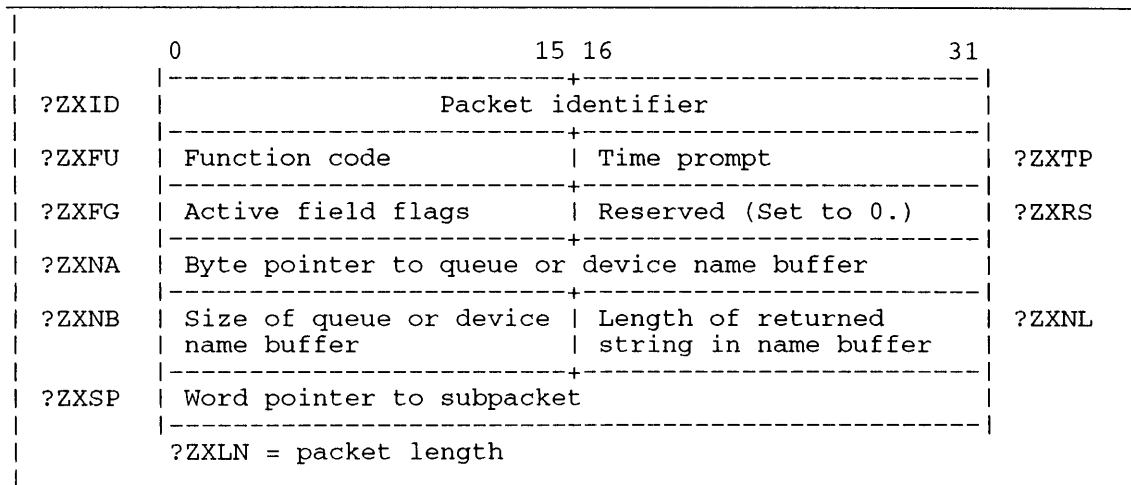 0 15 16 31
?ZXID Packet identifier
?ZXFU Function code Time prompt ?ZXTP
?ZXFG Active field flags Reserved (Set to 0.) ?ZXRS
?ZXNA Byte pointer to queue or device name buffer
?ZXNB Size of queue or device Length of returned ?ZXNL
name buffer string in name buffer
?ZXSP Word pointer to subpacket
?ZXLN = packet length